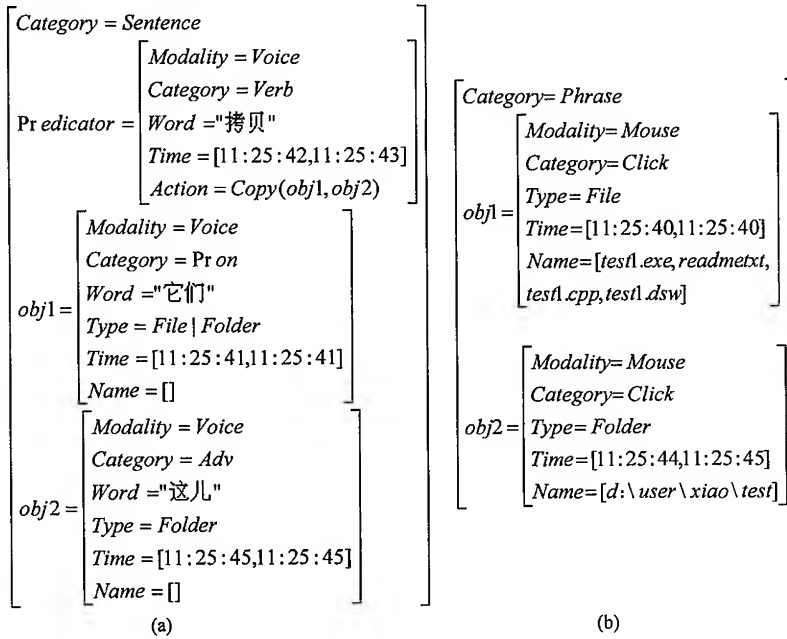 Category = Sentence
Modality = Voice
Category = Verb
Pr edicator = Word ="拷贝"
Time = [11:25:42,11:25:43]
Action = Copy(obj1,obj2)
Modality = Voice
Category = Pr on
Word ="它们"
obj1 = Type = File | Folder
Time = [11:25:41,11:25:41]
Name = []
Modality = Voice
Category = Adv
Word ="这儿"
obj2 = Type = Folder
Time = [11:25:45,11:25:45]
Name = []
(a)
Category= Phrase
Modality= Mouse
Category= Click
Type= File
obj1= Time=[11:25:40,11:25:40]
Name=[test1.exe, readmetxt,
test1.cpp, test1.dsw]
Modality= Mouse
Category= Click
obj2= Type= Folder
Time=[11:25:44,11:25:45]
Name=[d:\user\xiao\test]
(b)